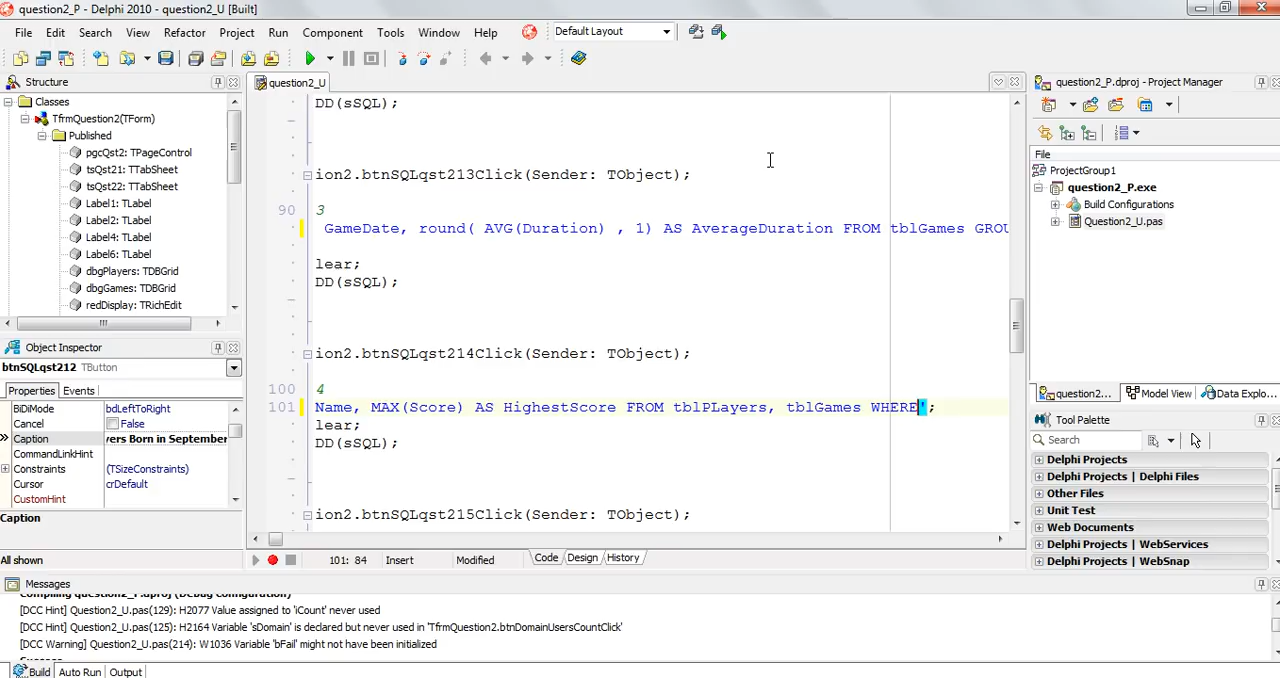 question2_P - Delphi 2010 - question2_U [Built]
File Edit Search View Refactor Project Run Component Tools Window Help Default Layout
Structure
Classes
TfrmQuestion2(TForm)
Published
pgcQst2: TPageControl
tsQst21: TTabSheet
tsQst22: TTabSheet
Label1: TLabel
Label2: TLabel
Label4: TLabel
Label6: TLabel
dbgPlayers: TDBGrid
dbgGames: TDBGrid
redDisplay: TRichEdit
Object Inspector
btnSQLqst212 TButton
Properties Events
BiDiMode bdLeftToRight
Cancel False
Caption vers Born in September
CommandLinkHint
Constraints (TSizeConstraints)
Cursor crDefault
CustomHint
Caption
All shown
question2_U
DD(sSQL);
ion2.btnSQLqst213Click(Sender: TObject);
90 3
GameDate, round( AVG(Duration) , 1) AS AverageDuration FROM tblGames GROU
lear;
DD(sSQL);
ion2.btnSQLqst214Click(Sender: TObject);
100 4
101 Name, MAX(Score) AS HighestScore FROM tblPLayers, tblGames WHERE';
lear;
DD(sSQL);
ion2.btnSQLqst215Click(Sender: TObject);
101: 84 Insert Modified Code Design History
question2_P.dproj - Project Manager
File
ProjectGroup1
question2_P.exe
Build Configurations
Question2_U.pas
question2... Model View Data Explo...
Tool Palette
Search
Delphi Projects
Delphi Projects | Delphi Files
Other Files
Unit Test
Web Documents
Delphi Projects | WebServices
Delphi Projects | WebSnap
Messages
Compiling question2_P.dproj (Debug configuration)
[DCC Hint] Question2_U.pas(129): H2077 Value assigned to 'iCount' never used
[DCC Hint] Question2_U.pas(125): H2164 Variable 'sDomain' is declared but never used in 'TfrmQuestion2.btnDomainUsersCountClick'
[DCC Warning] Question2_U.pas(214): W1036 Variable 'bFail' might not have been initialized
Success
Build Auto Run Output